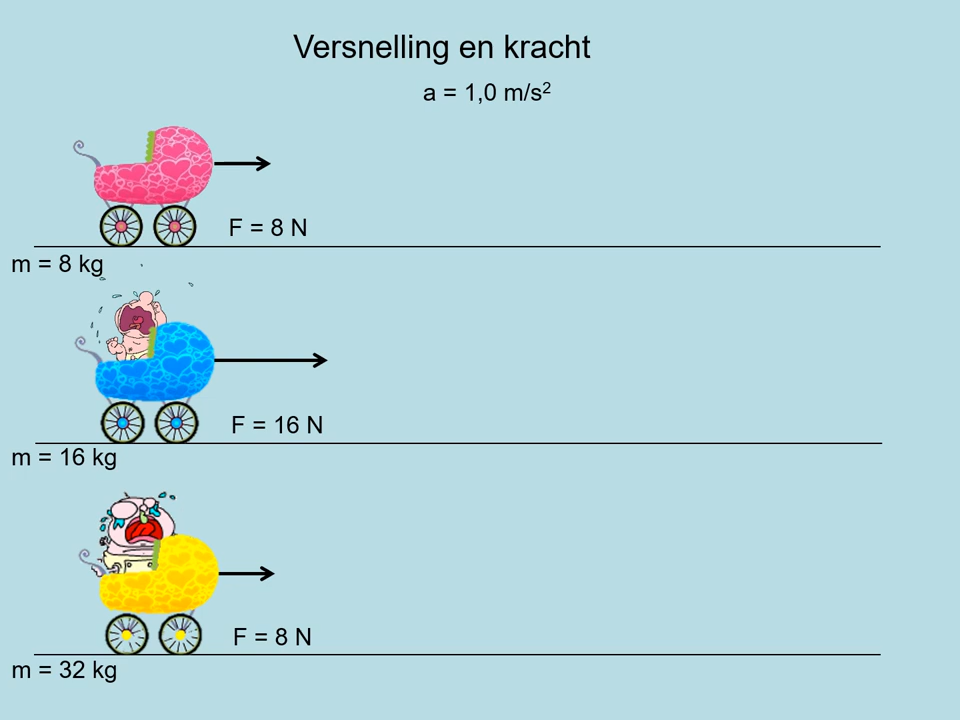 Versnelling en kracht
a = 1,0 m/s²
F = 8 N
m = 8 kg
F = 16 N
m = 16 kg
F = 8 N
m = 32 kg